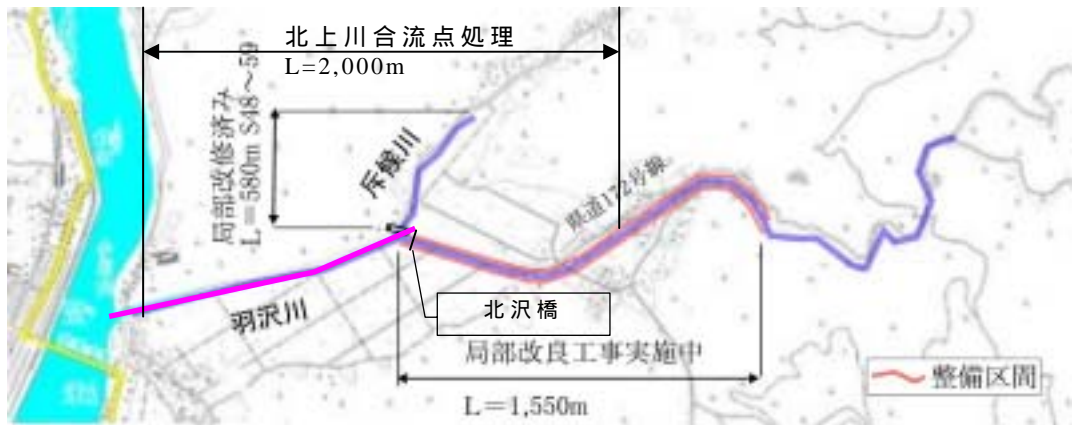 北上川合流点処理
L=2,000m
局部改修済み
L=580m S48～59
斥候川
県道172号線
羽沢川
北沢橋
局部改良工事実施中
L=1,550m
整備区間